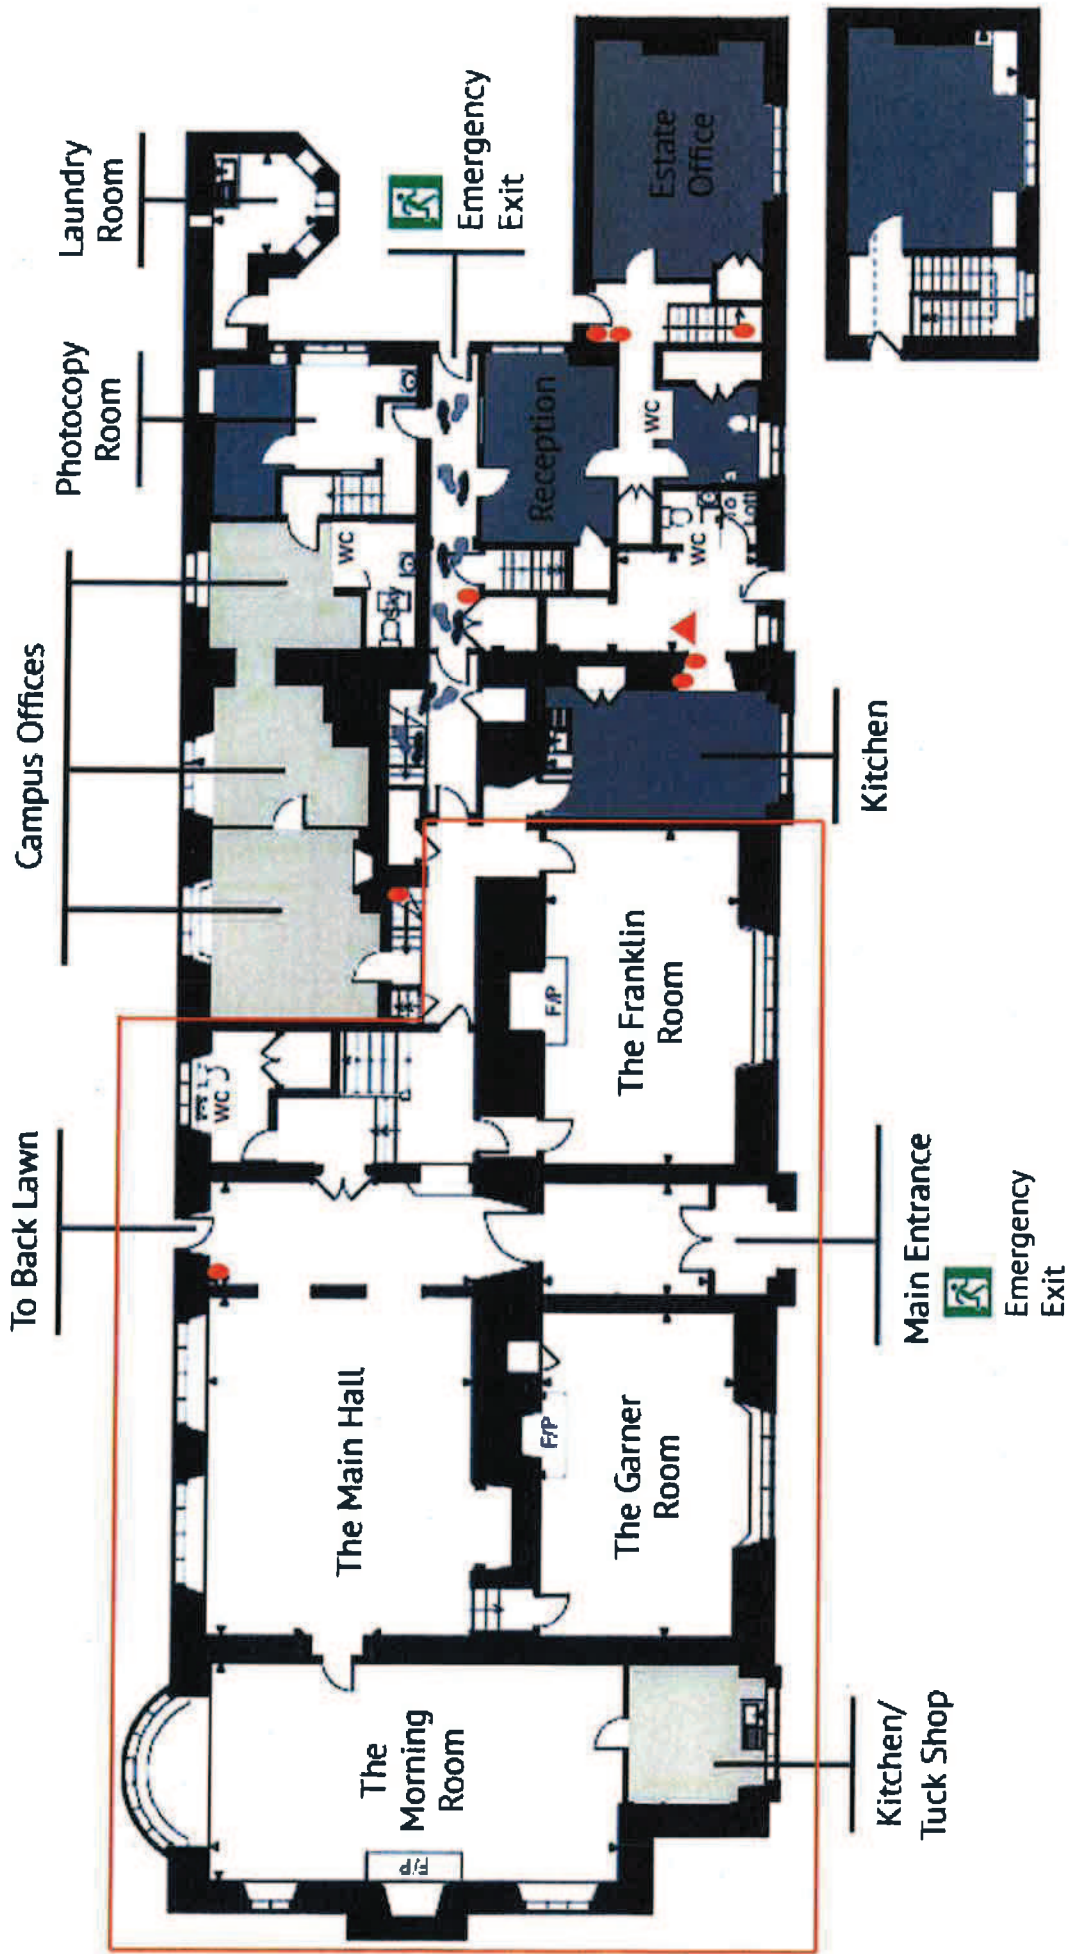 To Back Lawn
Campus Offices
Photocopy
Room
Laundry
Room
Emergency
Exit
WC
WC
Sky
The Main Hall
The
Morning
Room
F/P
F/P
The Garner
Room
F/P
The Franklin
Room
Reception
WC
WC
Loft
Estate
Office
Kitchen/
Tuck Shop
Main Entrance
Emergency
Exit
Kitchen